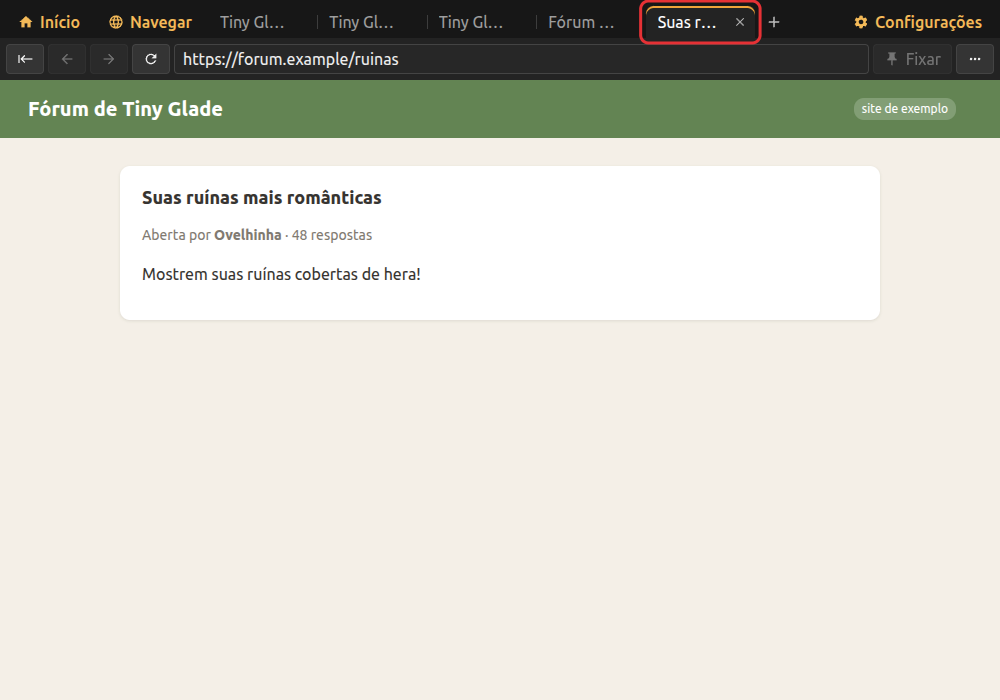 Início Navegar Tiny Gl... Tiny Gl... Tiny Gl... Fórum ... Suas r... Configurações
https://forum.example/ruinas Fixar
Fórum de Tiny Glade site de exemplo
Suas ruínas mais românticas
Aberta por Ovelhinha · 48 respostas
Mostrem suas ruínas cobertas de hera!